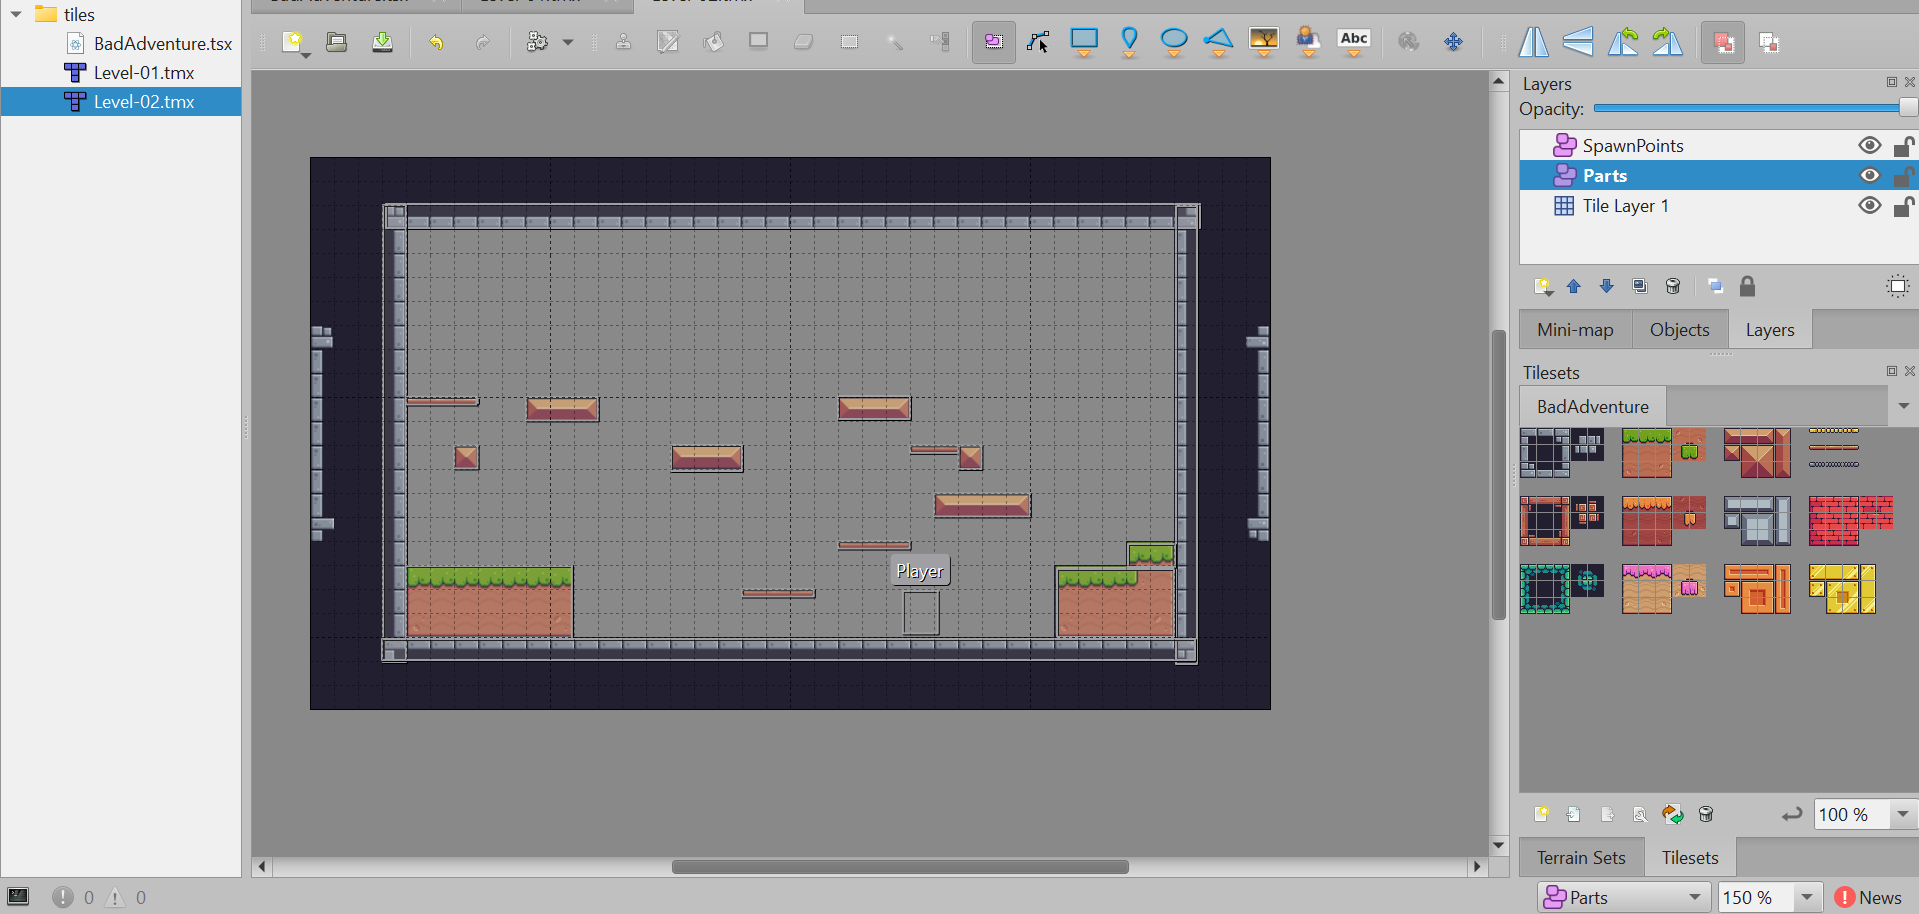 tiles
BadAdventure.tsx
Level-01.tmx
Level-02.tmx
Abc
Layers
Opacity:
SpawnPoints
Parts
Tile Layer 1
Mini-map
Objects
Layers
Tilesets
BadAdventure
Player
100 %
Terrain Sets
Tilesets
0
0
Parts
150 %
News